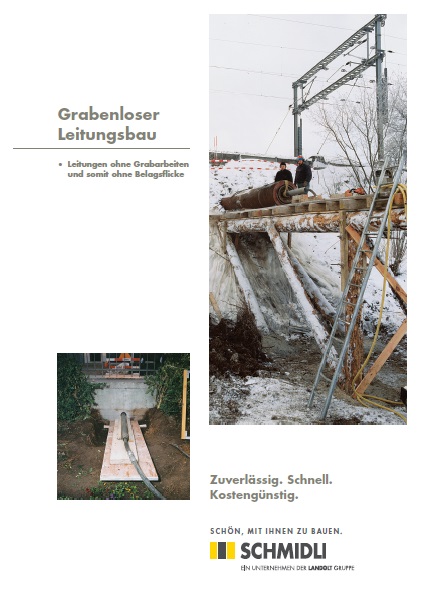 Grabenloser
Leitungsbau
• Leitungen ohne Grabarbeiten
und somit ohne Belagsflicke
Zuverlässig. Schnell.
Kostengünstig.
SCHÖN, MIT IHNEN ZU BAUEN.
SCHMIDLI
EIN UNTERNEHMEN DER LANDOLT GRUPPE